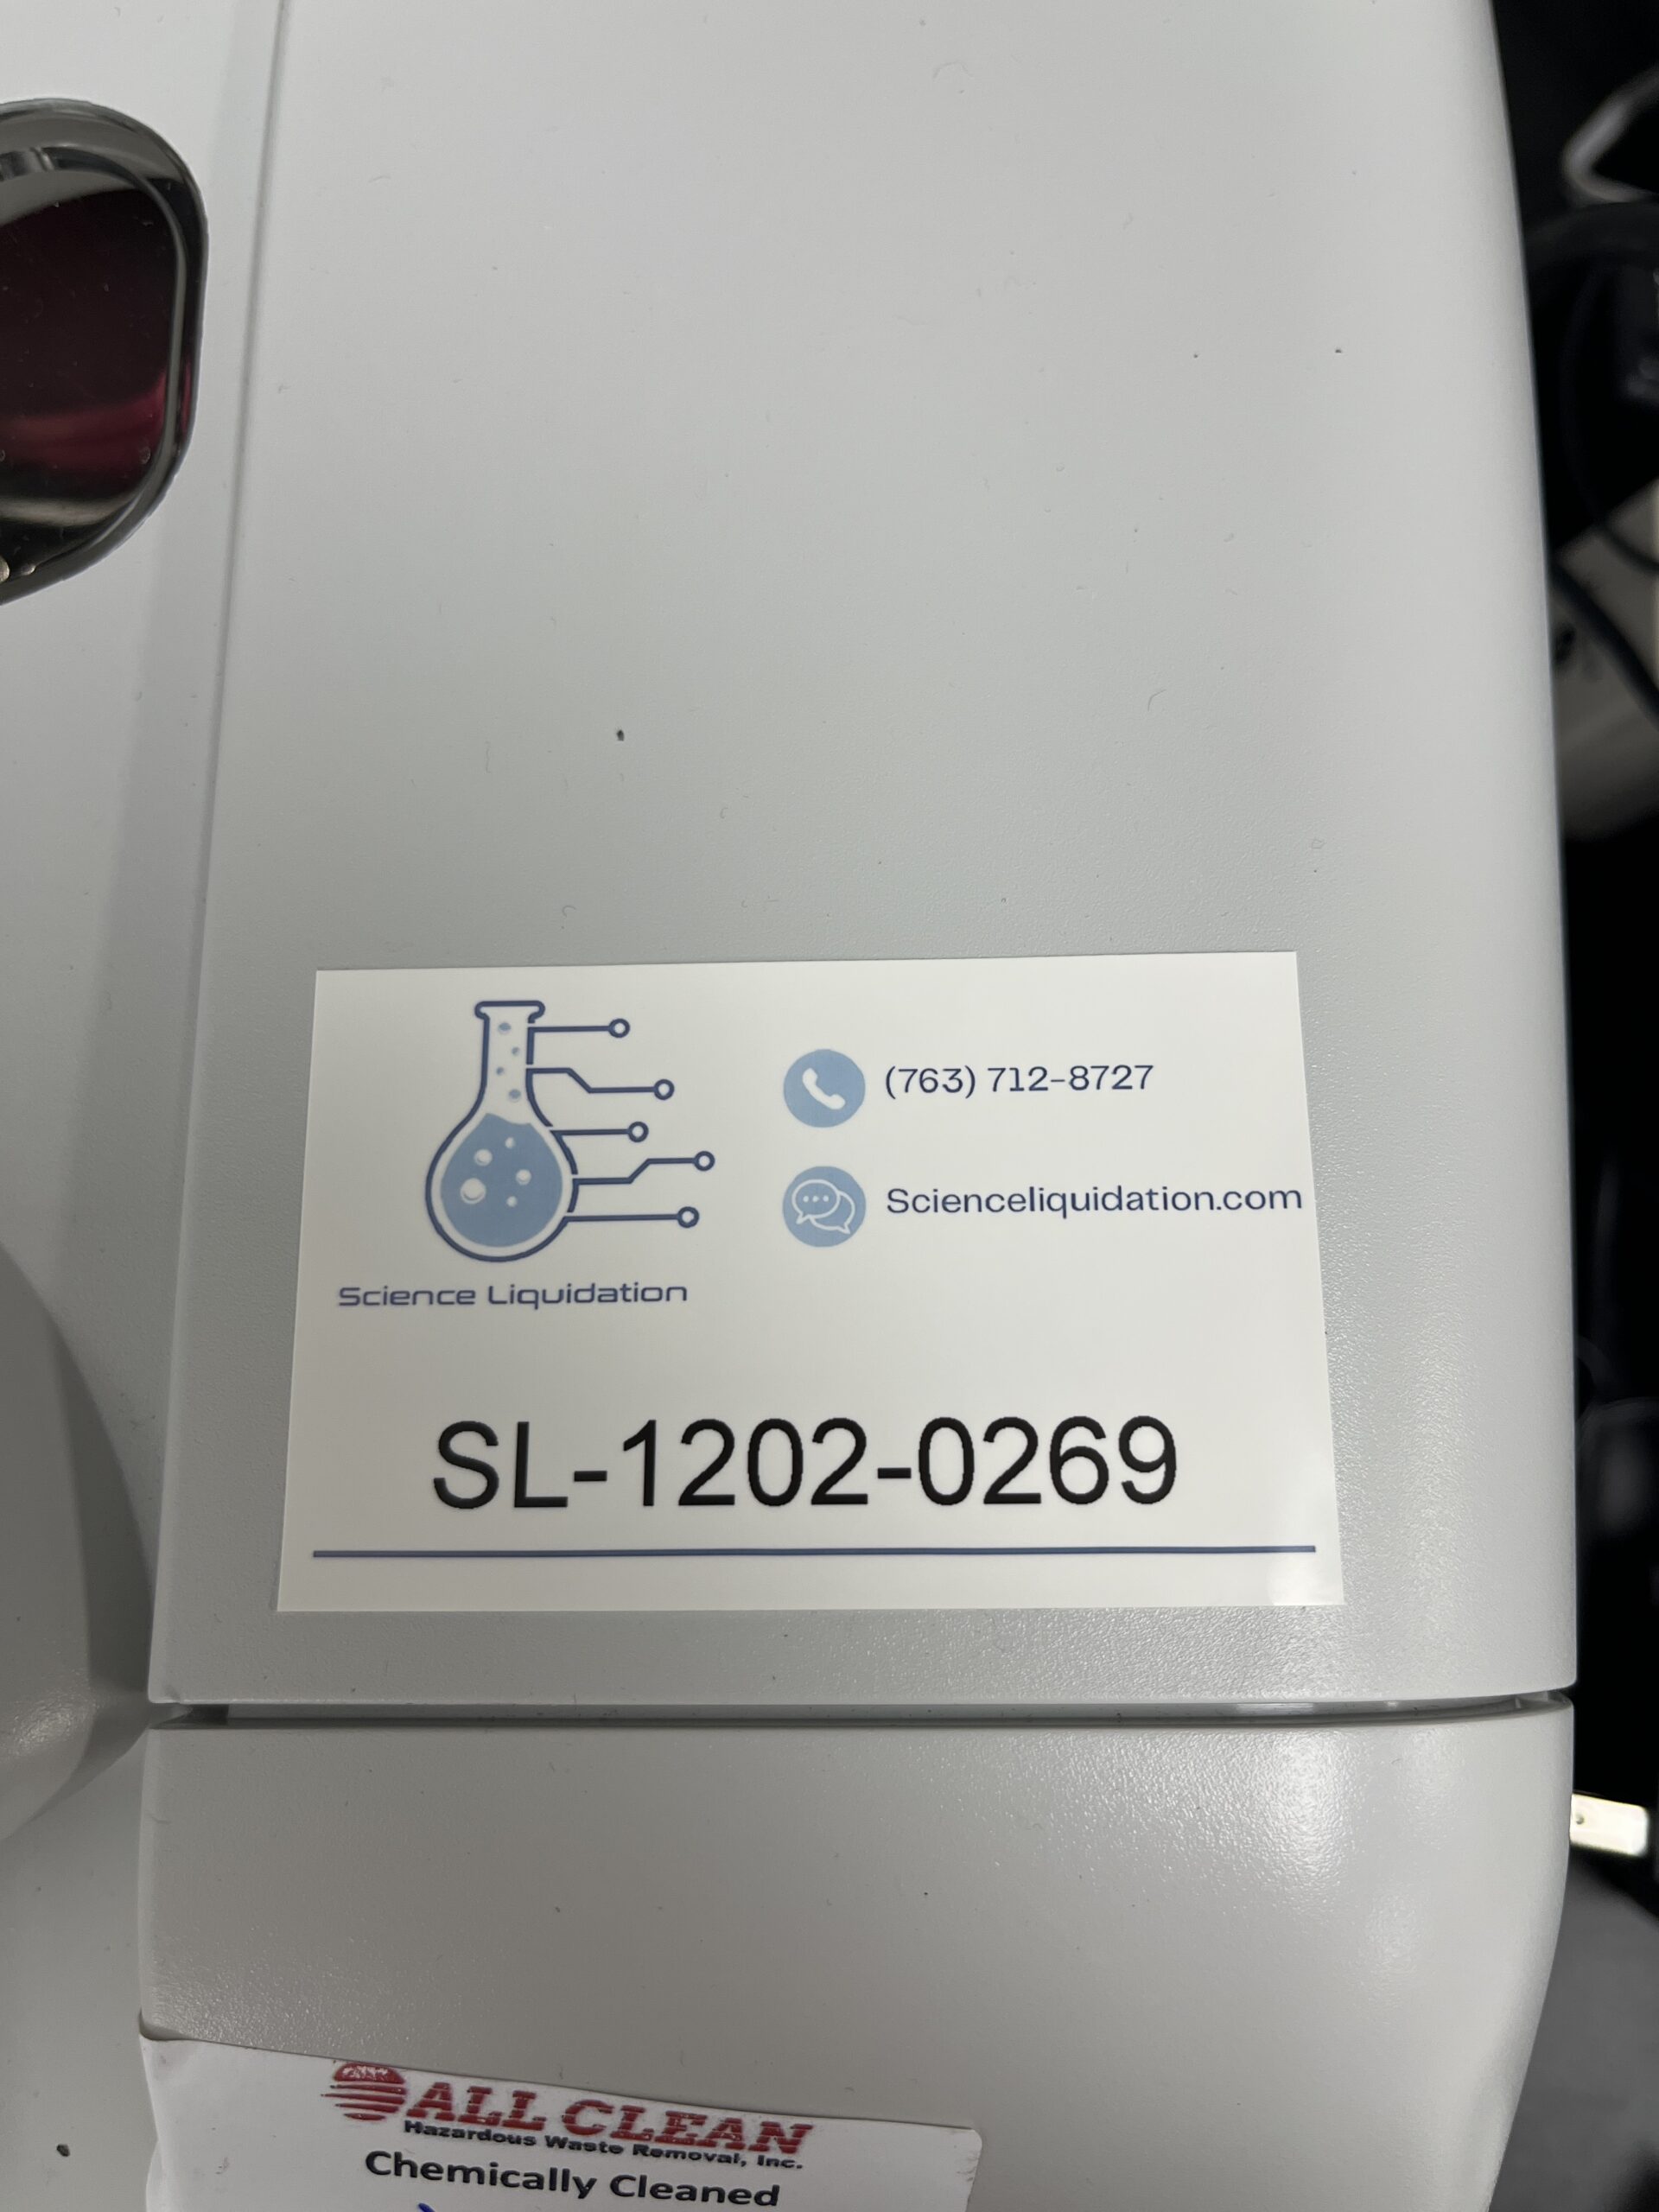 (763) 712-8727
Scienceliquidation.com
Science Liquidation
SL-1202-0269
ALL CLEAN
Hazardous Waste Removal, Inc.
Chemically Cleaned